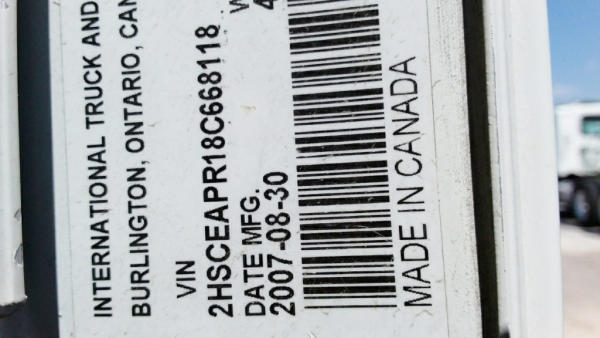 INTERNATIONAL TRUCK AND
BURLINGTON, ONTARIO, CAN
VIN
2HSCEAPR18C668118
DATE MFG.
2007-08-30
MADE IN CANADA